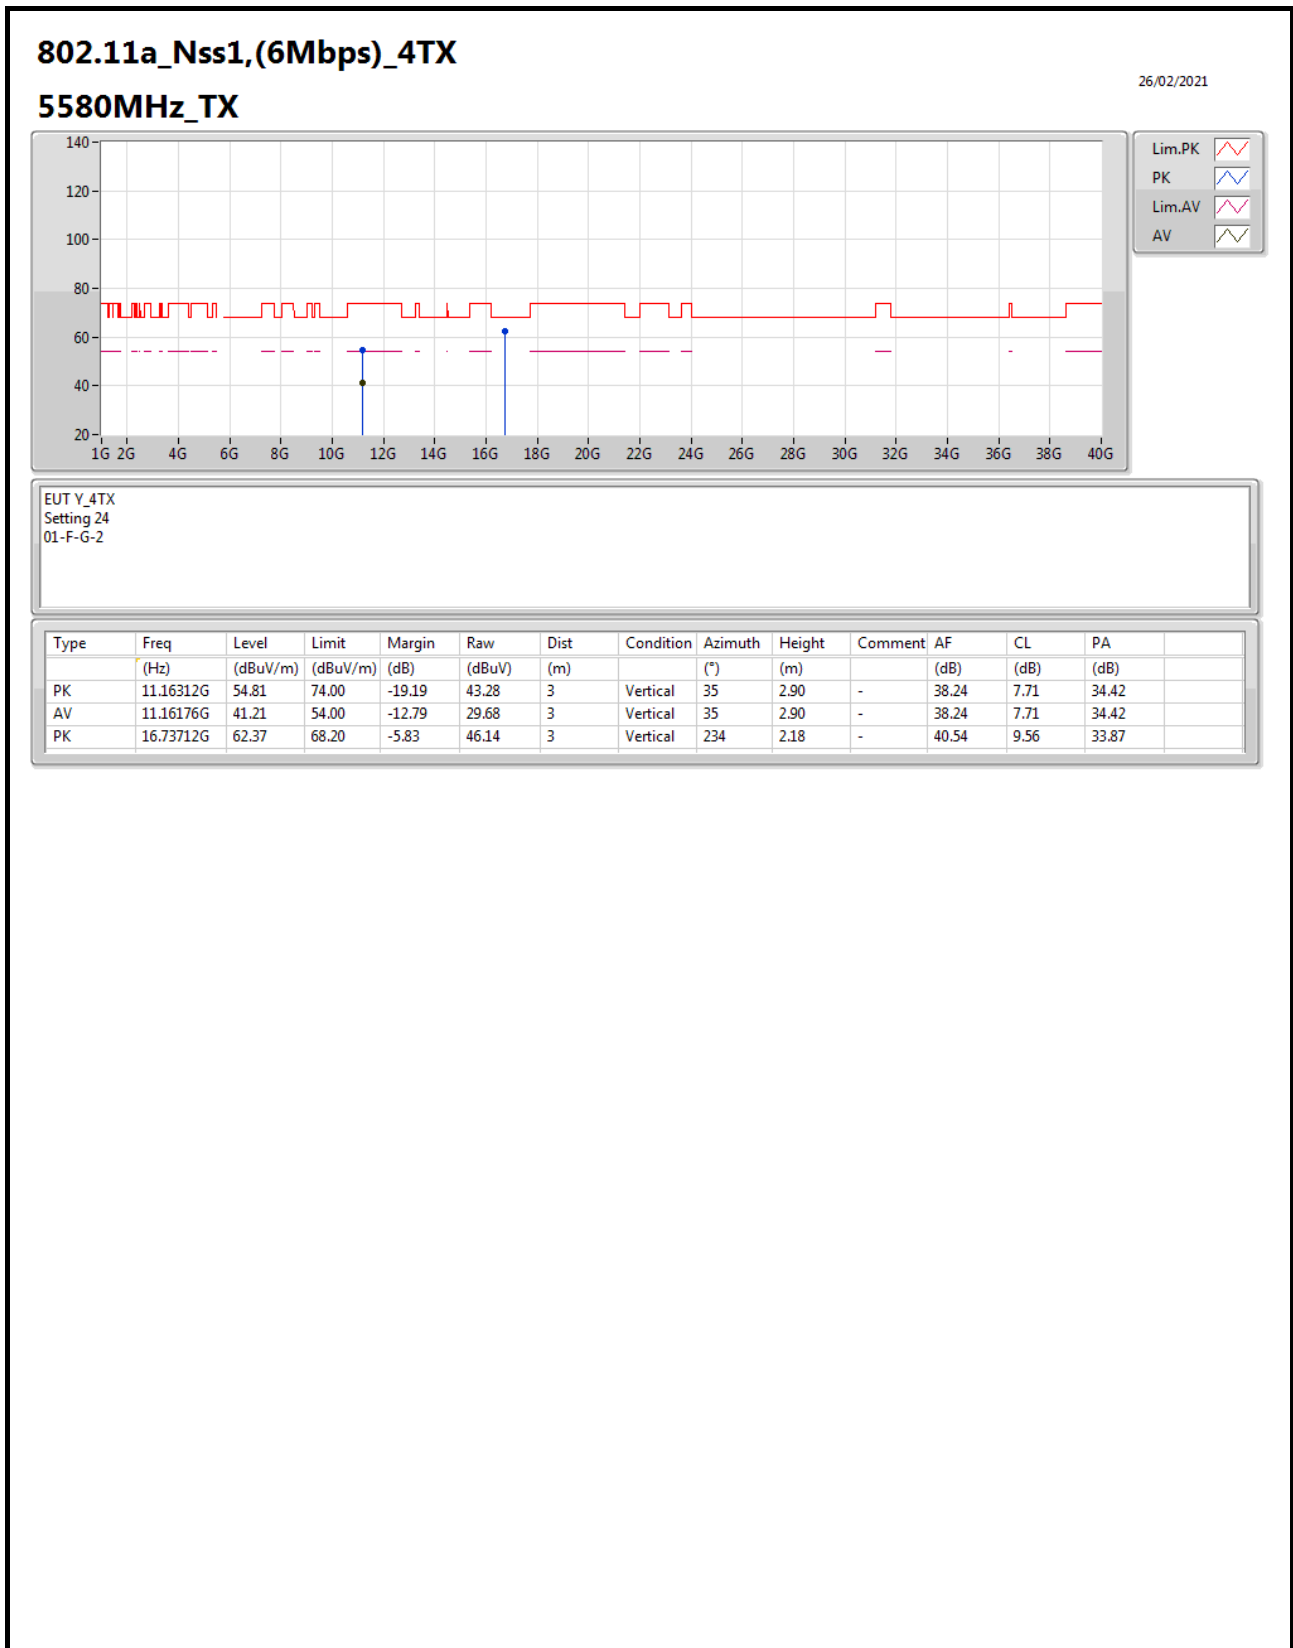 802.11a_Nss1,(6Mbps)_4TX
26/02/2021
5580MHz_TX
140
120
100
80
60
40
20
1G 2G 4G 6G 8G 10G 12G 14G 16G 18G 20G 22G 24G 26G 28G 30G 32G 34G 36G 38G 40G
Lim.PK
PK
Lim.AV
AV
EUT Y_4TX
Setting 24
01-F-G-2
Type Freq Level Limit Margin Raw Dist Condition Azimuth Height Comment AF CL PA
(Hz) (dBuV/m) (dBuV/m) (dB) (dBuV) (m) (°) (m) (dB) (dB) (dB)
PK 11.16312G 54.81 74.00 -19.19 43.28 3 Vertical 35 2.90 - 38.24 7.71 34.42
AV 11.16176G 41.21 54.00 -12.79 29.68 3 Vertical 35 2.90 - 38.24 7.71 34.42
PK 16.73712G 62.37 68.20 -5.83 46.14 3 Vertical 234 2.18 - 40.54 9.56 33.87